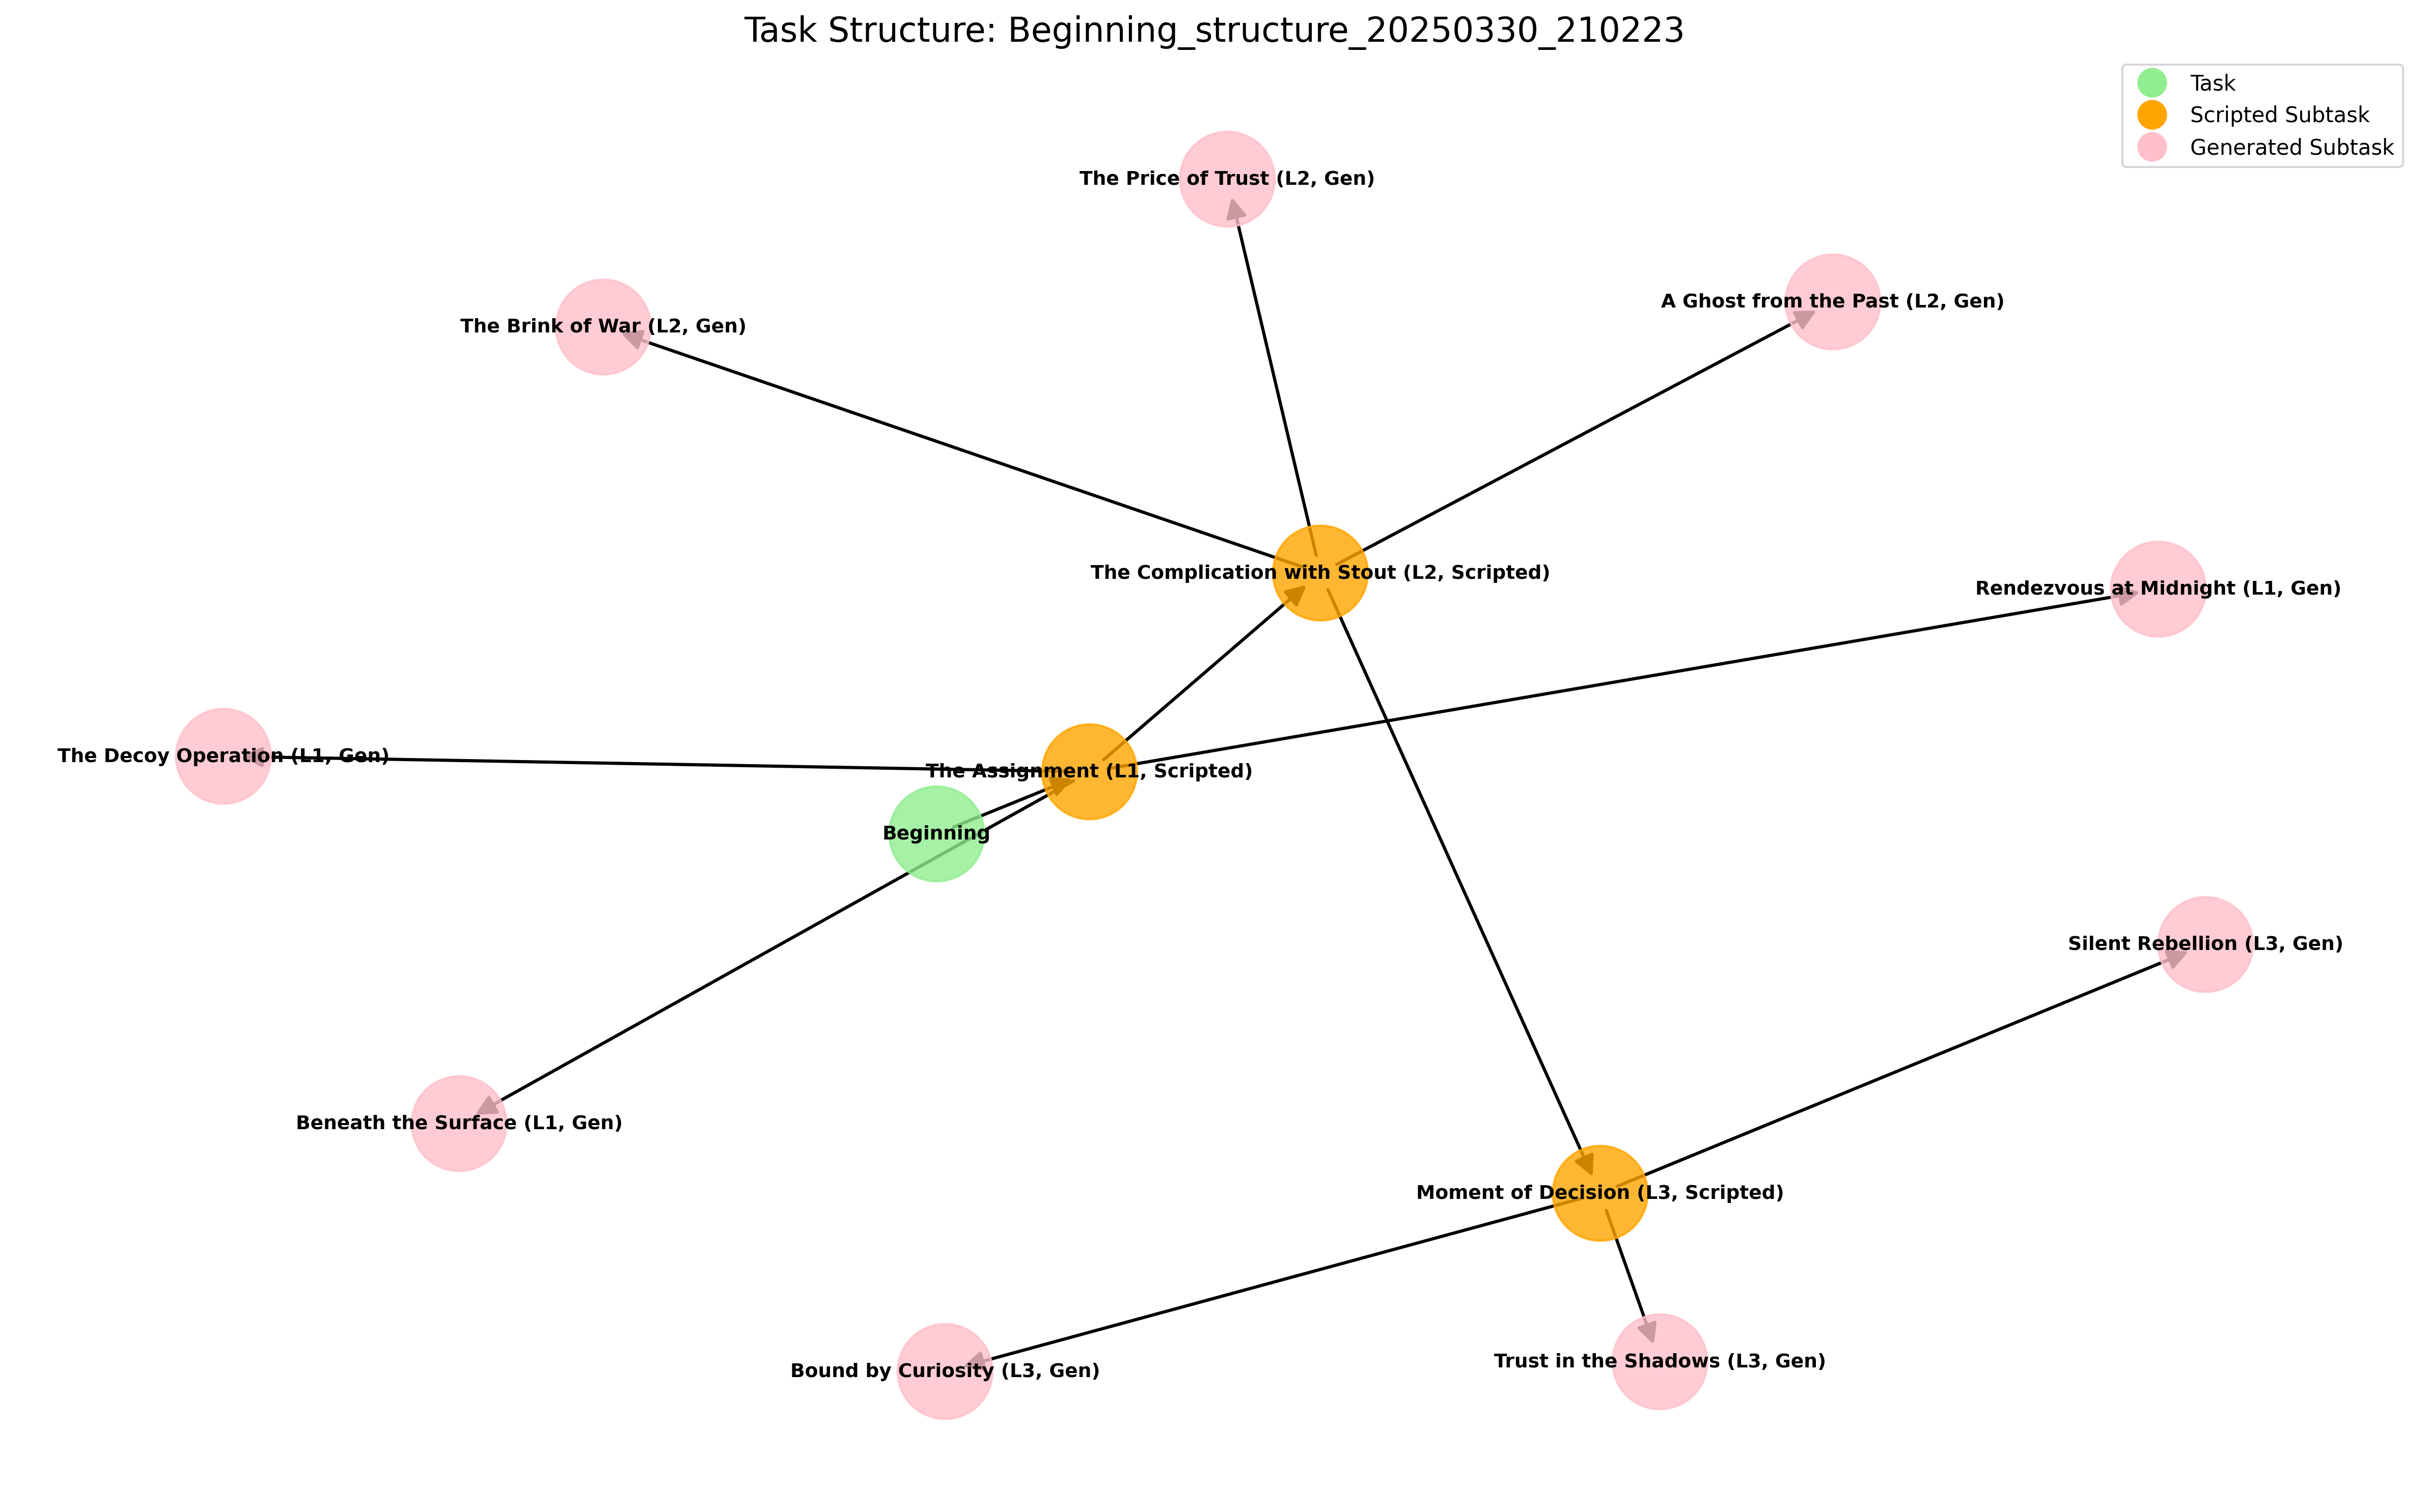 Task Structure: Beginning_structure_20250330_210223
Task
Scripted Subtask
Generated Subtask
The Price of Trust (L2, Gen)
A Ghost from the Past (L2, Gen)
The Brink of War (L2, Gen)
The Complication with Stout (L2, Scripted)
Rendezvous at Midnight (L1, Gen)
The Decoy Operation (L1, Gen)
The Assignment (L1, Scripted)
Beginning
Silent Rebellion (L3, Gen)
Beneath the Surface (L1, Gen)
Moment of Decision (L3, Scripted)
Trust in the Shadows (L3, Gen)
Bound by Curiosity (L3, Gen)